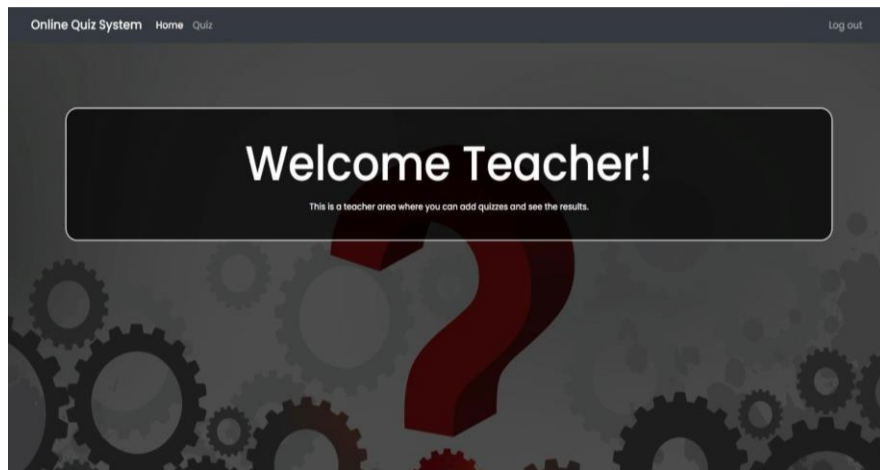 Online Quiz System Home Quiz Log out
Welcome Teacher!
This is a teacher area where you can add quizzes and see the results.